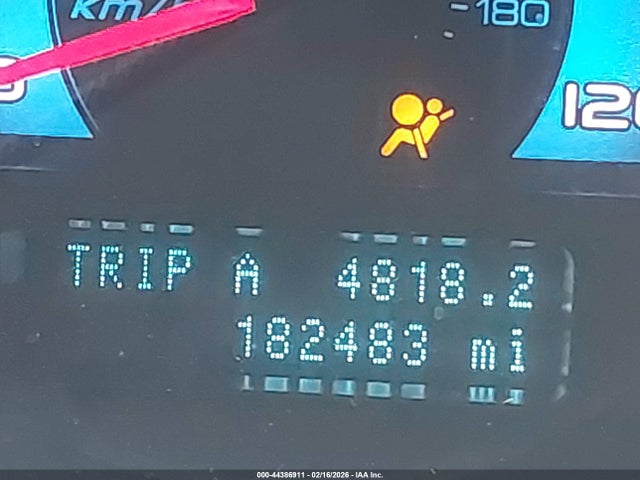 km/h
180
120
TRIP A 4818.2
182483 mi
000-44386911 - 02/16/2026 - IAA Inc.